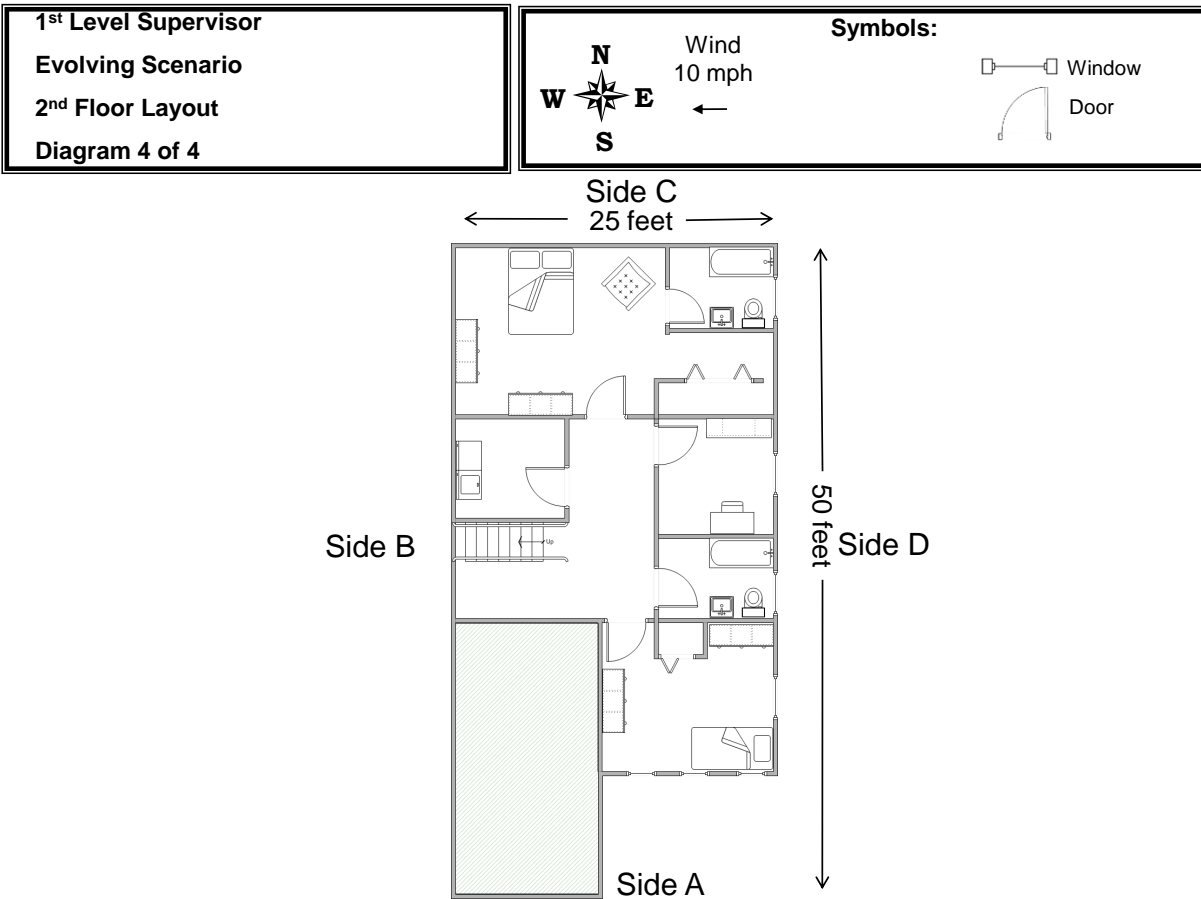 1st Level Supervisor
Evolving Scenario
2nd Floor Layout
Diagram 4 of 4
Symbols:
N
W E
S
Wind
10 mph
Window
Door
Side C
25 feet
Side B
Up
50 feet
Side D
Side A